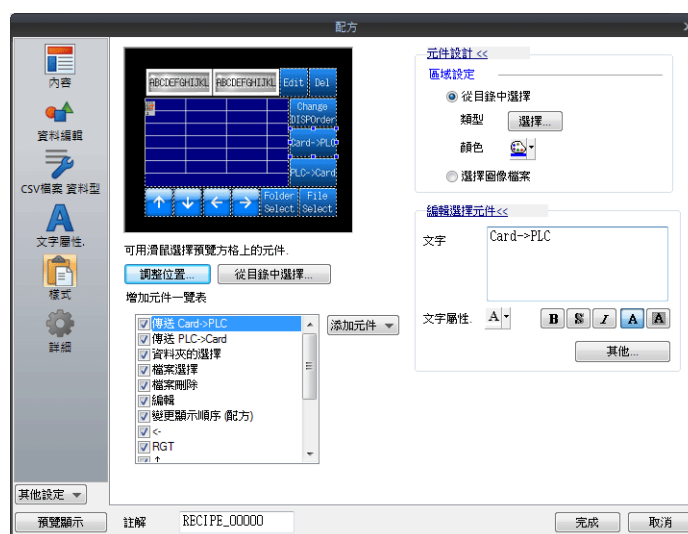 配方
內容
資料編輯
CSV檔案 資料型
文字屬性.
樣式
詳細
其他設定
預覽顯示
ABCDEFGHIJKL ABCDEFGHIJKL Edit Del
Change
DISPOrder
Card->PLC
PLC->Card
↑ ↓ ← → Folder Select File Select
可用滑鼠選擇預覽方格上的元件.
調整位置... 從目錄中選擇...
增加元件一覽表
傳送 Card->PLC
傳送 PLC->Card
資料夾的選擇
檔案選擇
檔案刪除
編輯
變更顯示順序 (配方)
<-
RGT
↑
添加元件
元件設計 <<
區域設定
從目錄中選擇
類型 選擇...
顏色
選擇圖像檔案
編輯選擇元件<<
文字 Card->PLC
文字屬性. A B S I A A
其他...
註解 RECIPE_00000
完成 取消